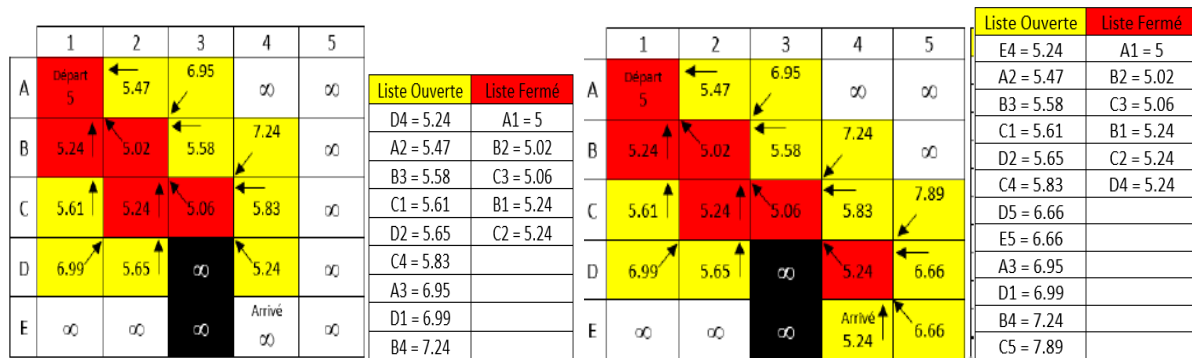 1 2 3 4 5
A Départ 5 5.47 6.95 ∞ ∞
B 5.24 5.02 5.58 7.24 ∞
C 5.61 5.24 5.06 5.83 ∞
D 6.99 5.65 ∞ 5.24 ∞
E ∞ ∞ ∞ Arrivé ∞ ∞
Liste Ouverte Liste Fermé
D4 = 5.24 A1 = 5
A2 = 5.47 B2 = 5.02
B3 = 5.58 C3 = 5.06
C1 = 5.61 B1 = 5.24
D2 = 5.65 C2 = 5.24
C4 = 5.83
A3 = 6.95
D1 = 6.99
B4 = 7.24
1 2 3 4 5
A Départ 5 5.47 6.95 ∞ ∞
B 5.24 5.02 5.58 7.24 ∞
C 5.61 5.24 5.06 5.83 7.89
D 6.99 5.65 ∞ 5.24 6.66
E ∞ ∞ ∞ Arrivé 5.24 6.66
Liste Ouverte Liste Fermé
E4 = 5.24 A1 = 5
A2 = 5.47 B2 = 5.02
B3 = 5.58 C3 = 5.06
C1 = 5.61 B1 = 5.24
D2 = 5.65 C2 = 5.24
C4 = 5.83 D4 = 5.24
D5 = 6.66
E5 = 6.66
A3 = 6.95
D1 = 6.99
B4 = 7.24
C5 = 7.89